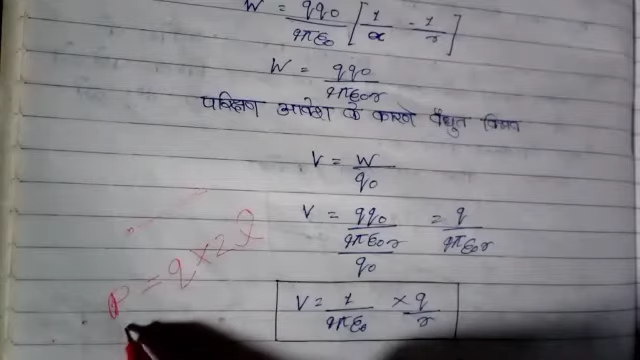 W = qq₀/4πε₀ [1/α - 1/r]
W = qq₀/4πε₀r
परिक्षण आवेश के कारण वैधुत विभव
V = W/q₀
V = qq₀/4πε₀r/q₀ = q/4πε₀r
P = q×2l
V = 1/4πε₀ × q/r